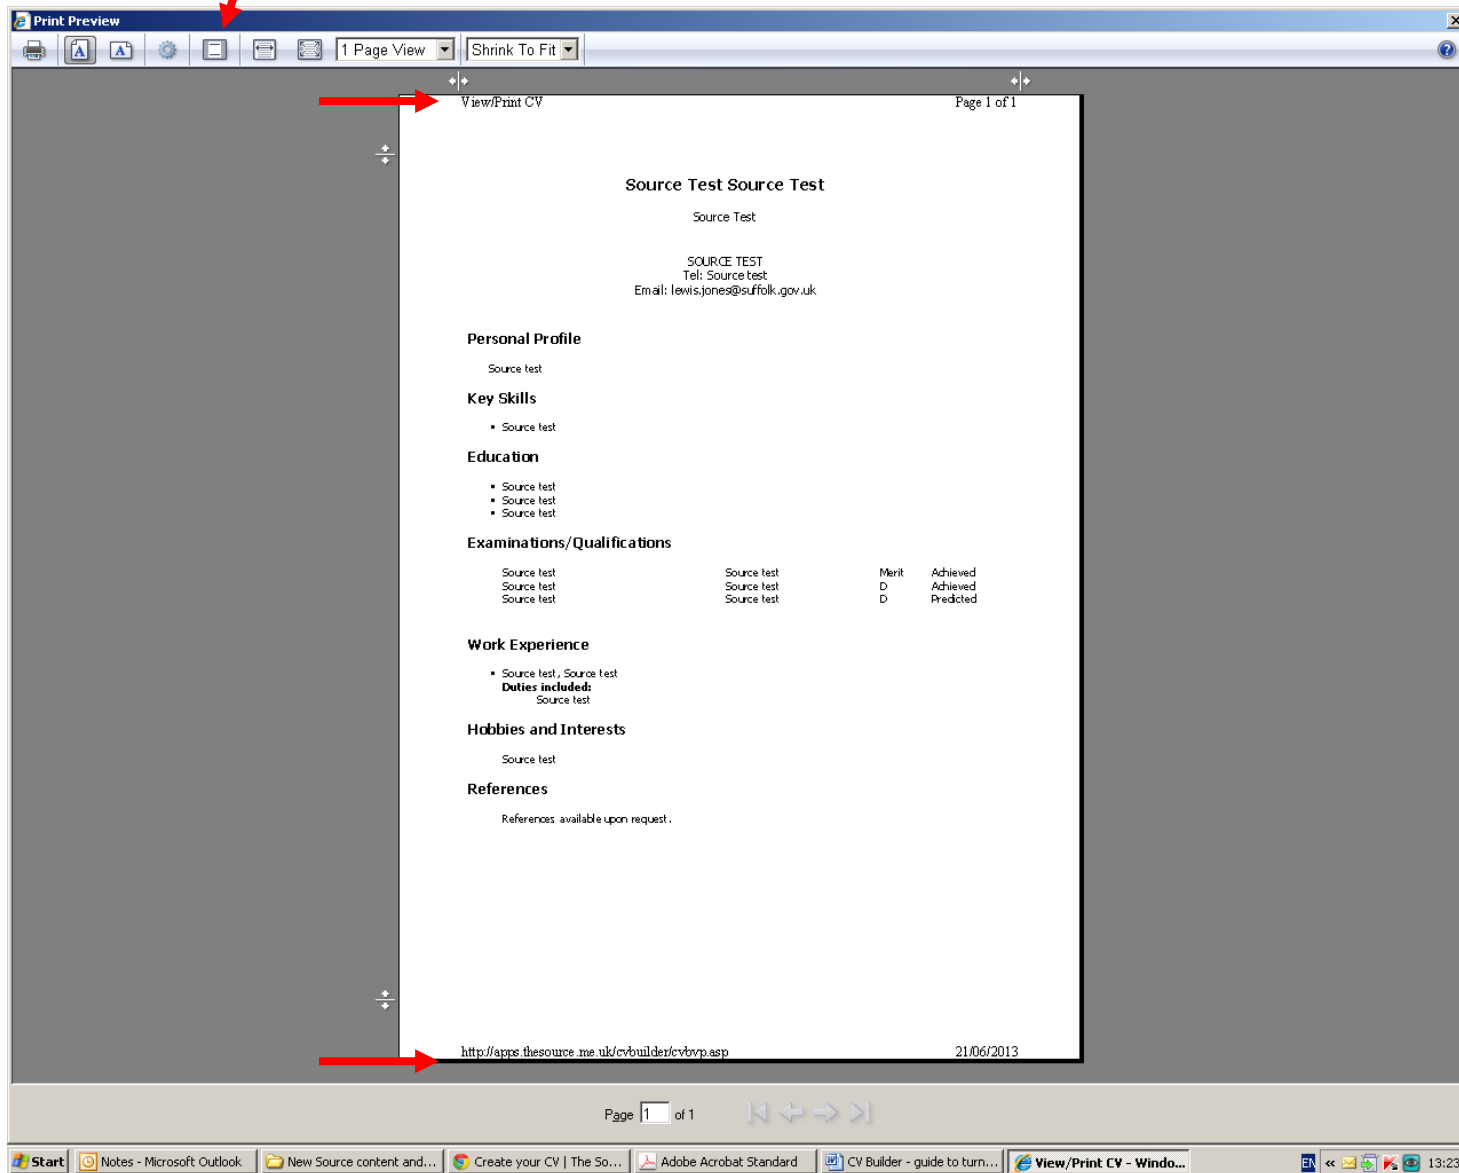 Print Preview
1 Page View Shrink To Fit
View/Print CV Page 1 of 1
Source Test Source Test
Source Test
SOURCE TEST
Tel: Source test
Email: lewis.jones@suffolk.gov.uk
Personal Profile
Source test
Key Skills
• Source test
Education
• Source test
• Source test
• Source test
Examinations/Qualifications
Source test Source test Merit Achieved
Source test Source test D Achieved
Source test Source test D Predicted
Work Experience
• Source test, Source test
Duties included:
Source test
Hobbies and Interests
Source test
References
References available upon request.
http://apps.thesource.me.uk/cvbuilder/cvbvp.asp 21/06/2013
Page 1 of 1
Start Notes - Microsoft Outlook New Source content and... Create your CV | The So... Adobe Acrobat Standard CV Builder - guide to turn... View/Print CV - Windo... EN « 13:23